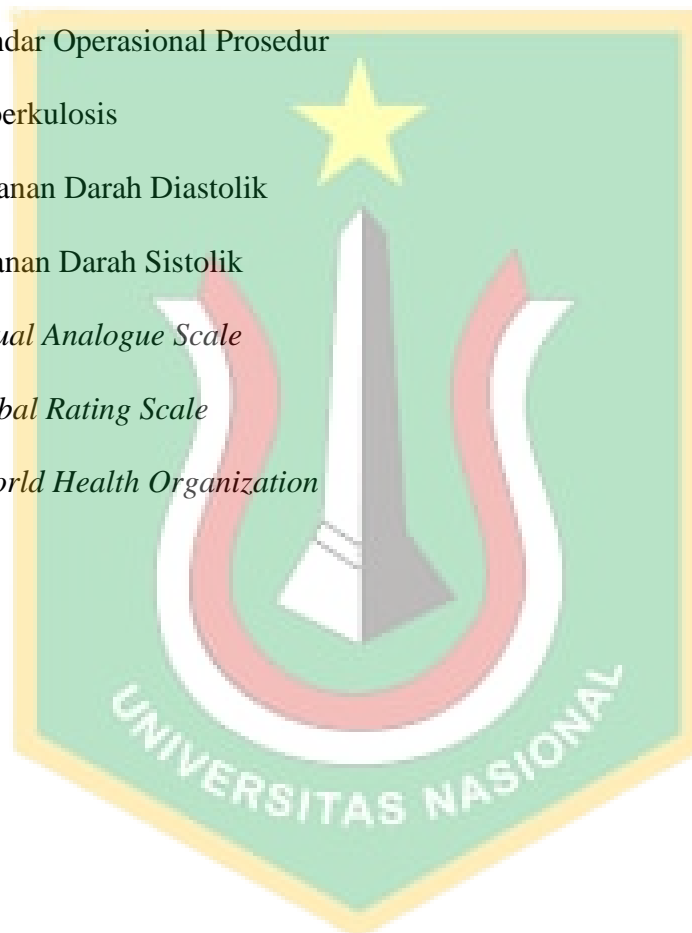 ndar Operasional Prosedur
erkulosis
anan Darah Diastolik
anan Darah Sistolik
ual Analogue Scale
bal Rating Scale
orld Health Organization
UNIVERSITAS NASIONAL